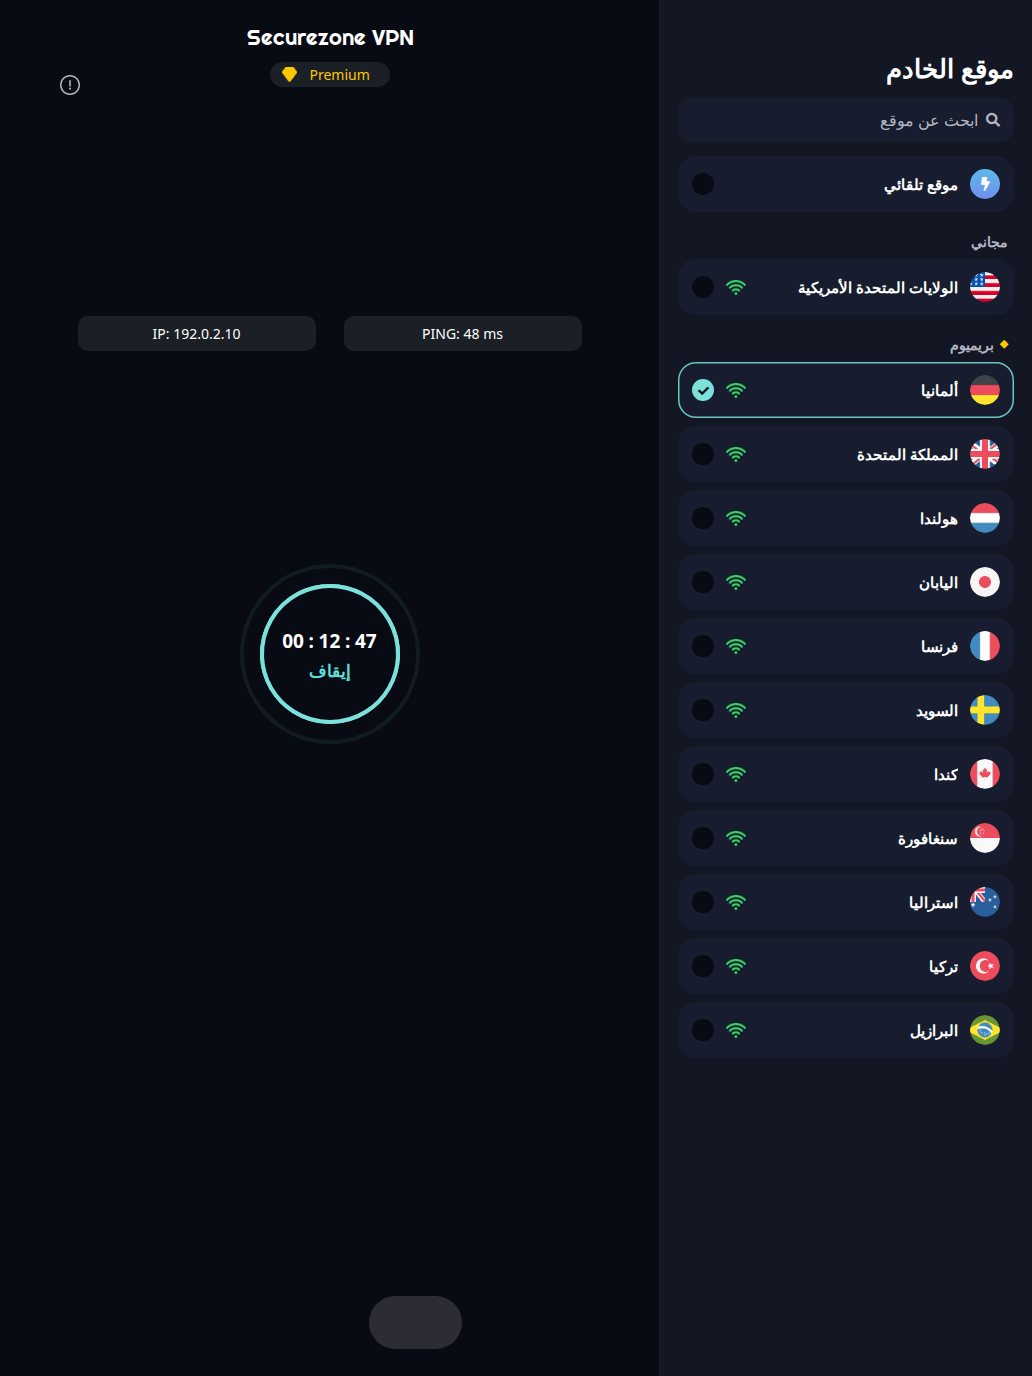 Securezone VPN
Premium
IP: 192.0.2.10
PING: 48 ms
00 : 12 : 47
إيقاف
موقع الخادم
ابحث عن موقع
موقع تلقائي
مجاني
الولايات المتحدة الأمريكية
بريميوم
ألمانيا
المملكة المتحدة
هولندا
اليابان
فرنسا
السويد
كندا
سنغافورة
استراليا
تركيا
البرازيل